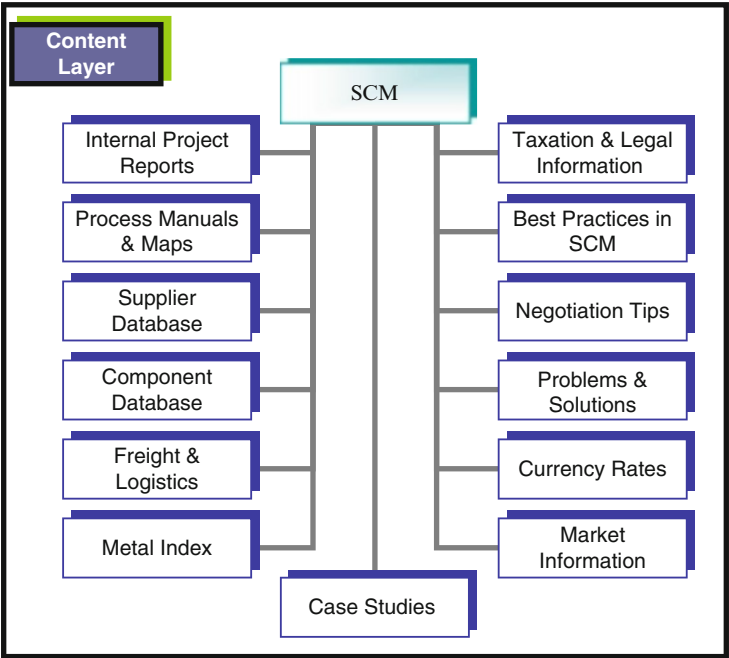 Content
Layer
SCM
Internal Project
Reports
Process Manuals
& Maps
Supplier
Database
Component
Database
Freight &
Logistics
Metal Index
Taxation & Legal
Information
Best Practices in
SCM
Negotiation Tips
Problems &
Solutions
Currency Rates
Market
Information
Case Studies